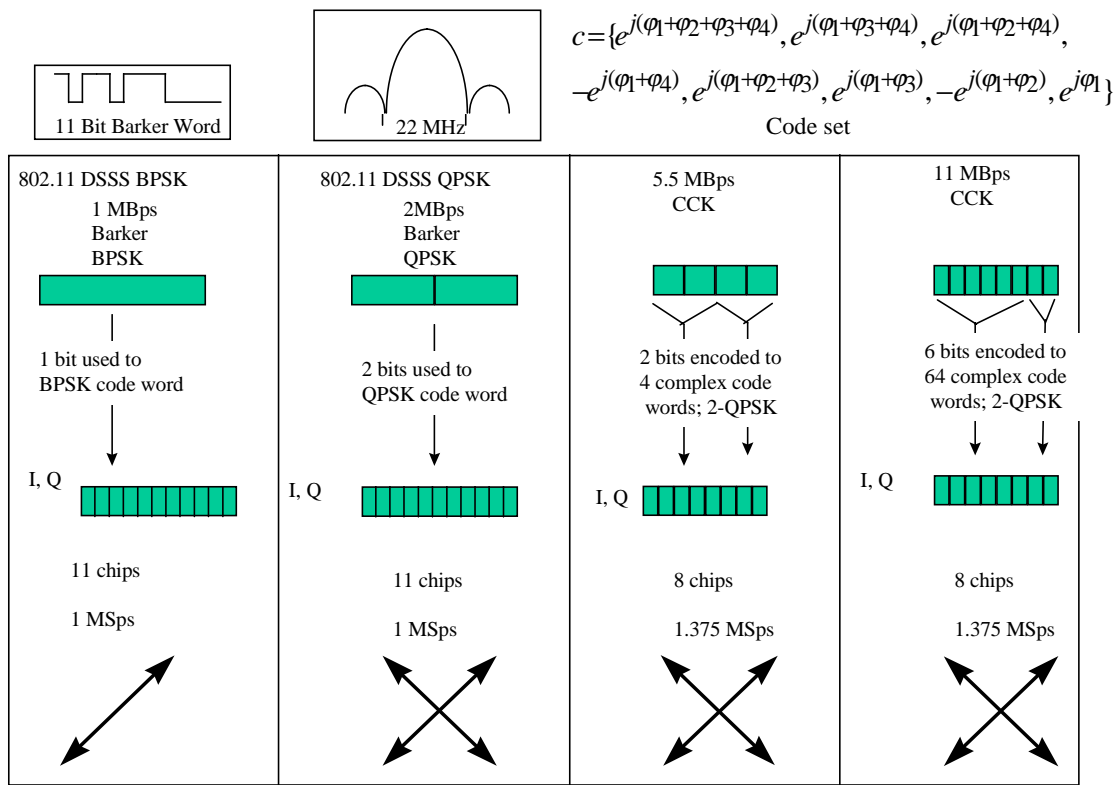 c={e^{j(φ1+φ2+φ3+φ4)}, e^{j(φ1+φ3+φ4)}, e^{j(φ1+φ2+φ4)},
−e^{j(φ1+φ4)}, e^{j(φ1+φ2+φ3)}, e^{j(φ1+φ3)}, −e^{j(φ1+φ2)}, e^{jφ1}}
Code set
11 Bit Barker Word
22 MHz
802.11 DSSS BPSK
1 MBps
Barker
BPSK
1 bit used to
BPSK code word
I, Q
11 chips
1 MSps
802.11 DSSS QPSK
2MBps
Barker
QPSK
2 bits used to
QPSK code word
I, Q
11 chips
1 MSps
5.5 MBps
CCK
2 bits encoded to
4 complex code
words; 2-QPSK
I, Q
8 chips
1.375 MSps
11 MBps
CCK
6 bits encoded to
64 complex code
words; 2-QPSK
I, Q
8 chips
1.375 MSps